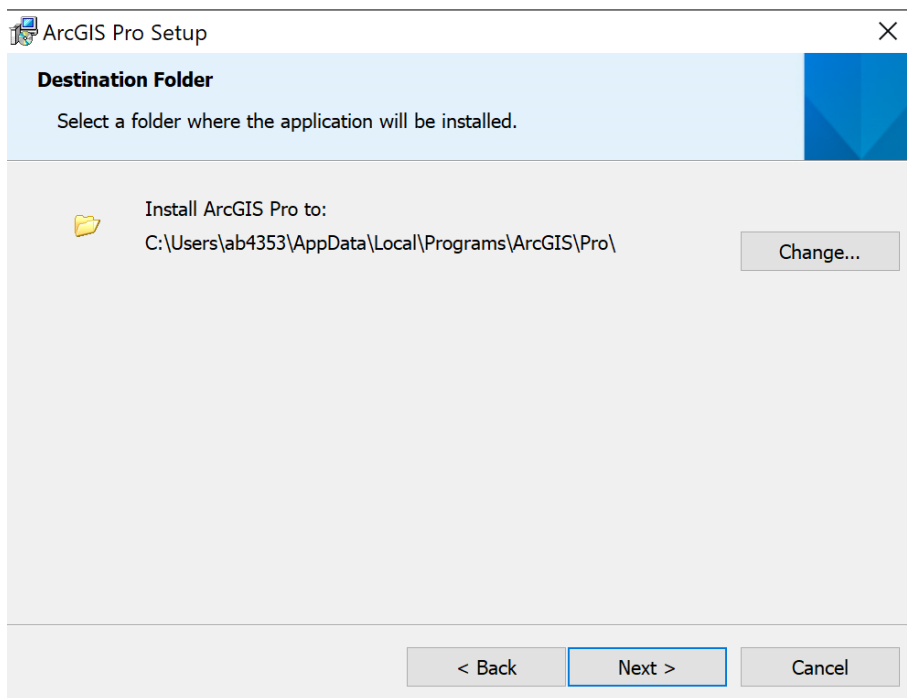 ArcGIS Pro Setup
Destination Folder
Select a folder where the application will be installed.
Install ArcGIS Pro to:
C:\Users\ab4353\AppData\Local\Programs\ArcGIS\Pro\
Change...
< Back
Next >
Cancel